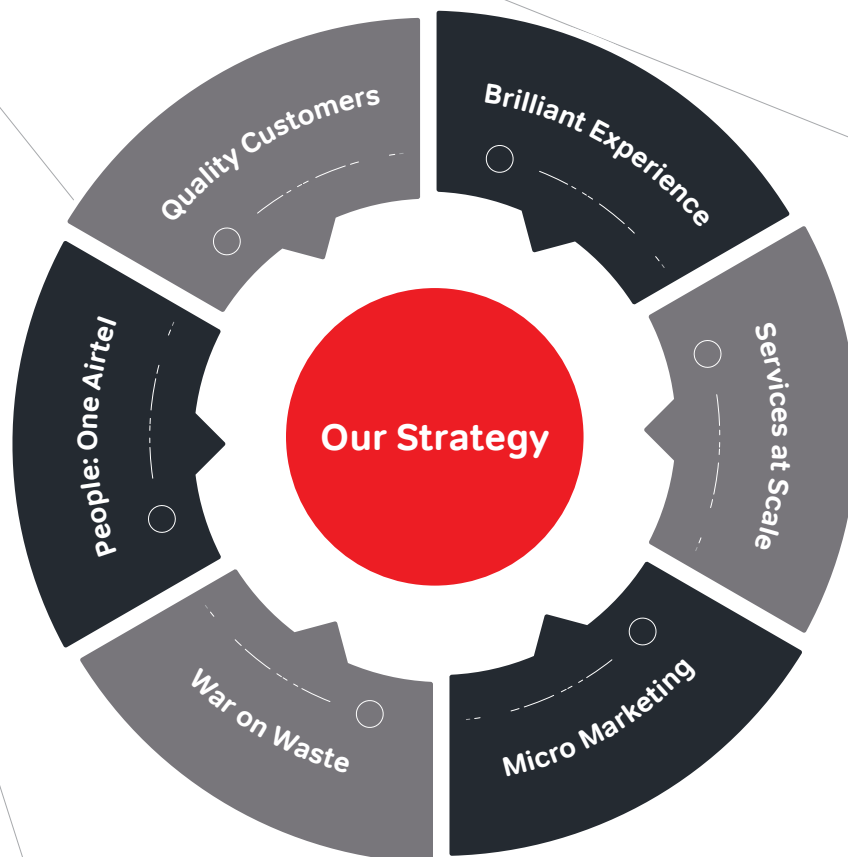 Quality Customers
Brilliant Experience
Services at Scale
Micro Marketing
War on Waste
People: One Airtel
Our Strategy